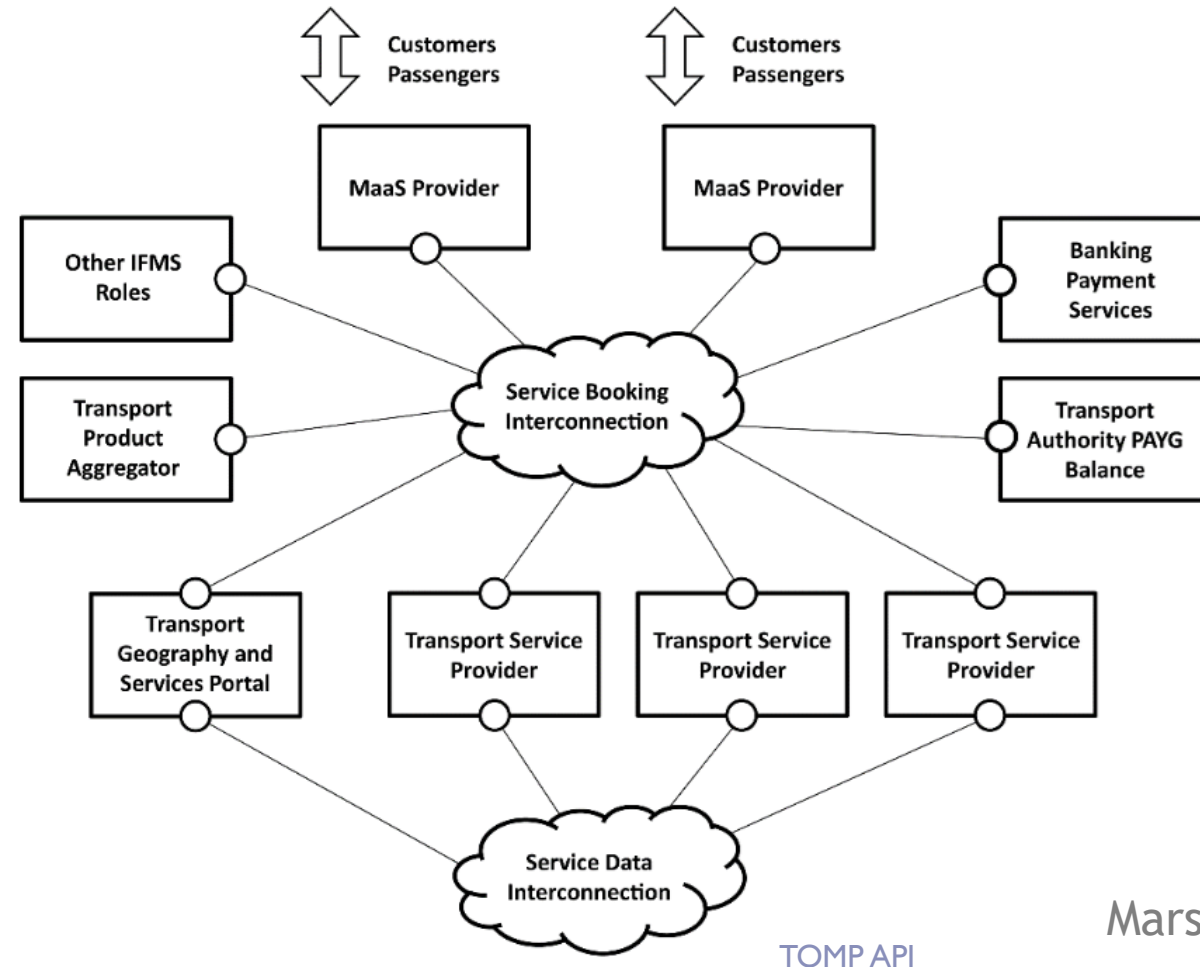 Customers
Passengers
Customers
Passengers
MaaS Provider
MaaS Provider
Other IFMS
Roles
Banking
Payment
Services
Transport
Product
Aggregator
Service Booking
Interconnection
Transport
Authority PAYG
Balance
Transport
Geography and
Services Portal
Transport Service
Provider
Transport Service
Provider
Transport Service
Provider
Service Data
Interconnection
Mars
TOMP API